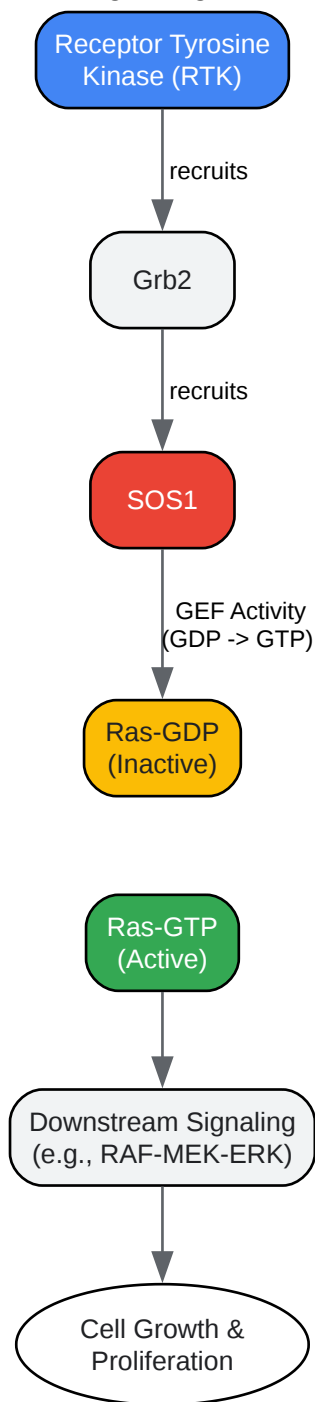 Receptor Tyrosine
Kinase (RTK)
recruits
Grb2
recruits
SOS1
GEF Activity
(GDP -> GTP)
Ras-GDP
(Inactive)
Ras-GTP
(Active)
Downstream Signaling
(e.g., RAF-MEK-ERK)
Cell Growth &
Proliferation